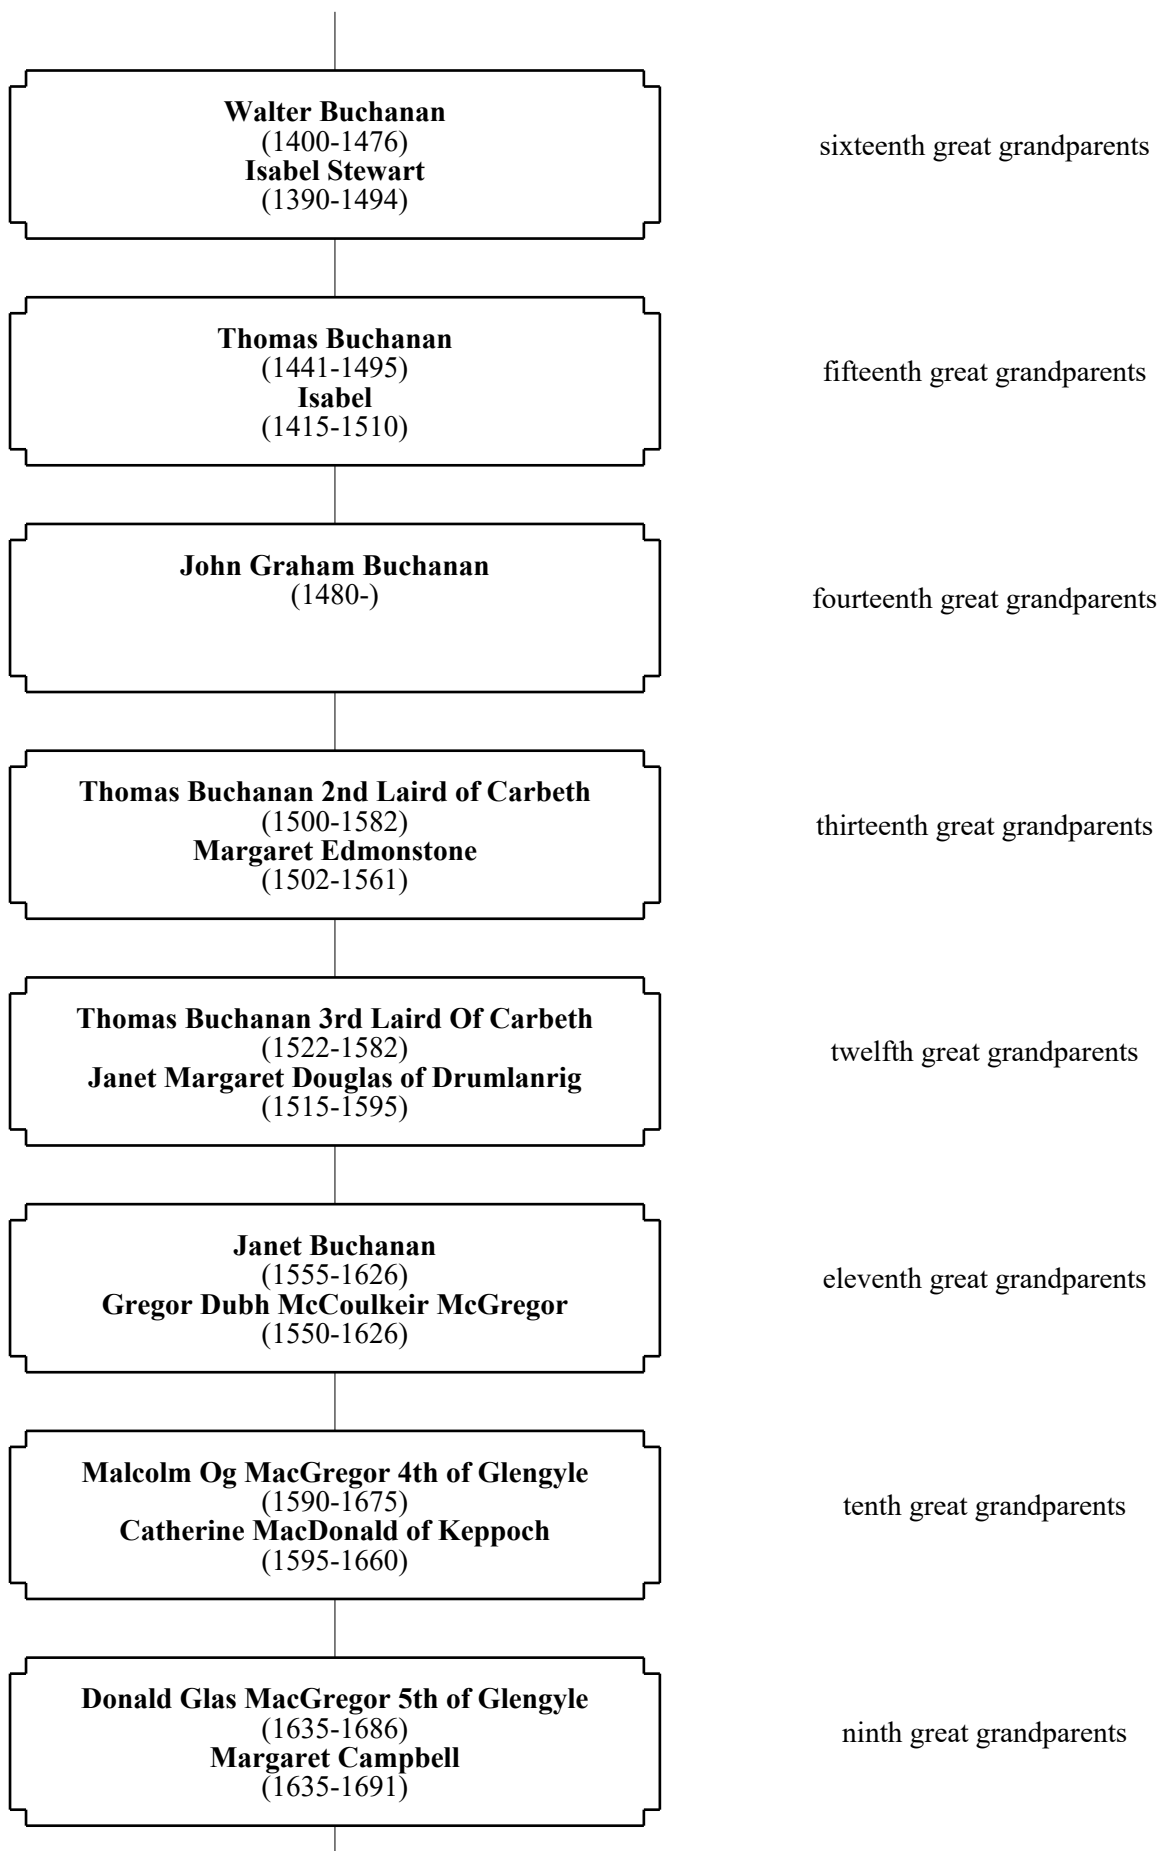 Walter Buchanan
(1400-1476)
Isabel Stewart
(1390-1494)
sixteenth great grandparents
Thomas Buchanan
(1441-1495)
Isabel
(1415-1510)
fifteenth great grandparents
John Graham Buchanan
(1480-)
fourteenth great grandparents
Thomas Buchanan 2nd Laird of Carbeth
(1500-1582)
Margaret Edmonstone
(1502-1561)
thirteenth great grandparents
Thomas Buchanan 3rd Laird Of Carbeth
(1522-1582)
Janet Margaret Douglas of Drumlanrig
(1515-1595)
twelfth great grandparents
Janet Buchanan
(1555-1626)
Gregor Dubh McCoulkeir McGregor
(1550-1626)
eleventh great grandparents
Malcolm Og MacGregor 4th of Glengyle
(1590-1675)
Catherine MacDonald of Keppoch
(1595-1660)
tenth great grandparents
Donald Glas MacGregor 5th of Glengyle
(1635-1686)
Margaret Campbell
(1635-1691)
ninth great grandparents